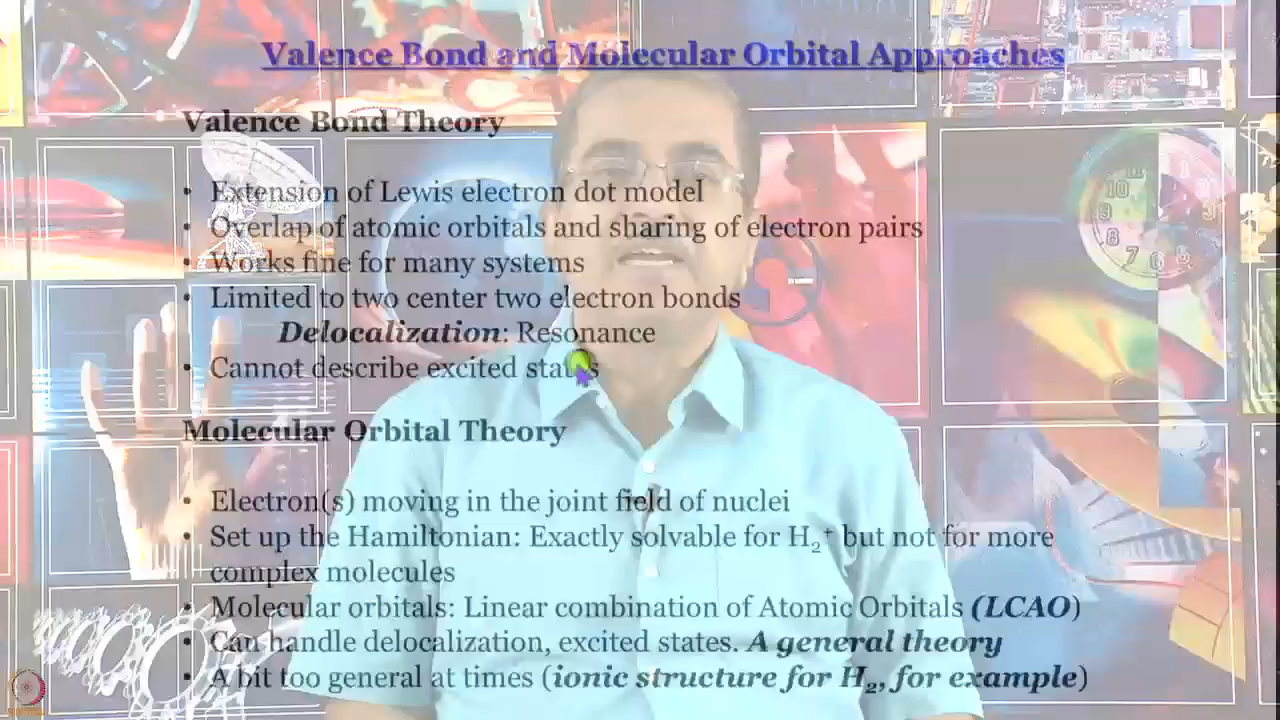 Valence Bond and Molecular Orbital Approaches
Valence Bond Theory
• Extension of Lewis electron dot model
• Overlap of atomic orbitals and sharing of electron pairs
• Works fine for many systems
• Limited to two center two electron bonds
Delocalization: Resonance
• Cannot describe excited states
Molecular Orbital Theory
• Electron(s) moving in the joint field of nuclei
• Set up the Hamiltonian: Exactly solvable for H₂⁺ but not for more
complex molecules
• Molecular orbitals: Linear combination of Atomic Orbitals (LCAO)
• Can handle delocalization, excited states. A general theory
• A bit too general at times (ionic structure for H₂, for example)